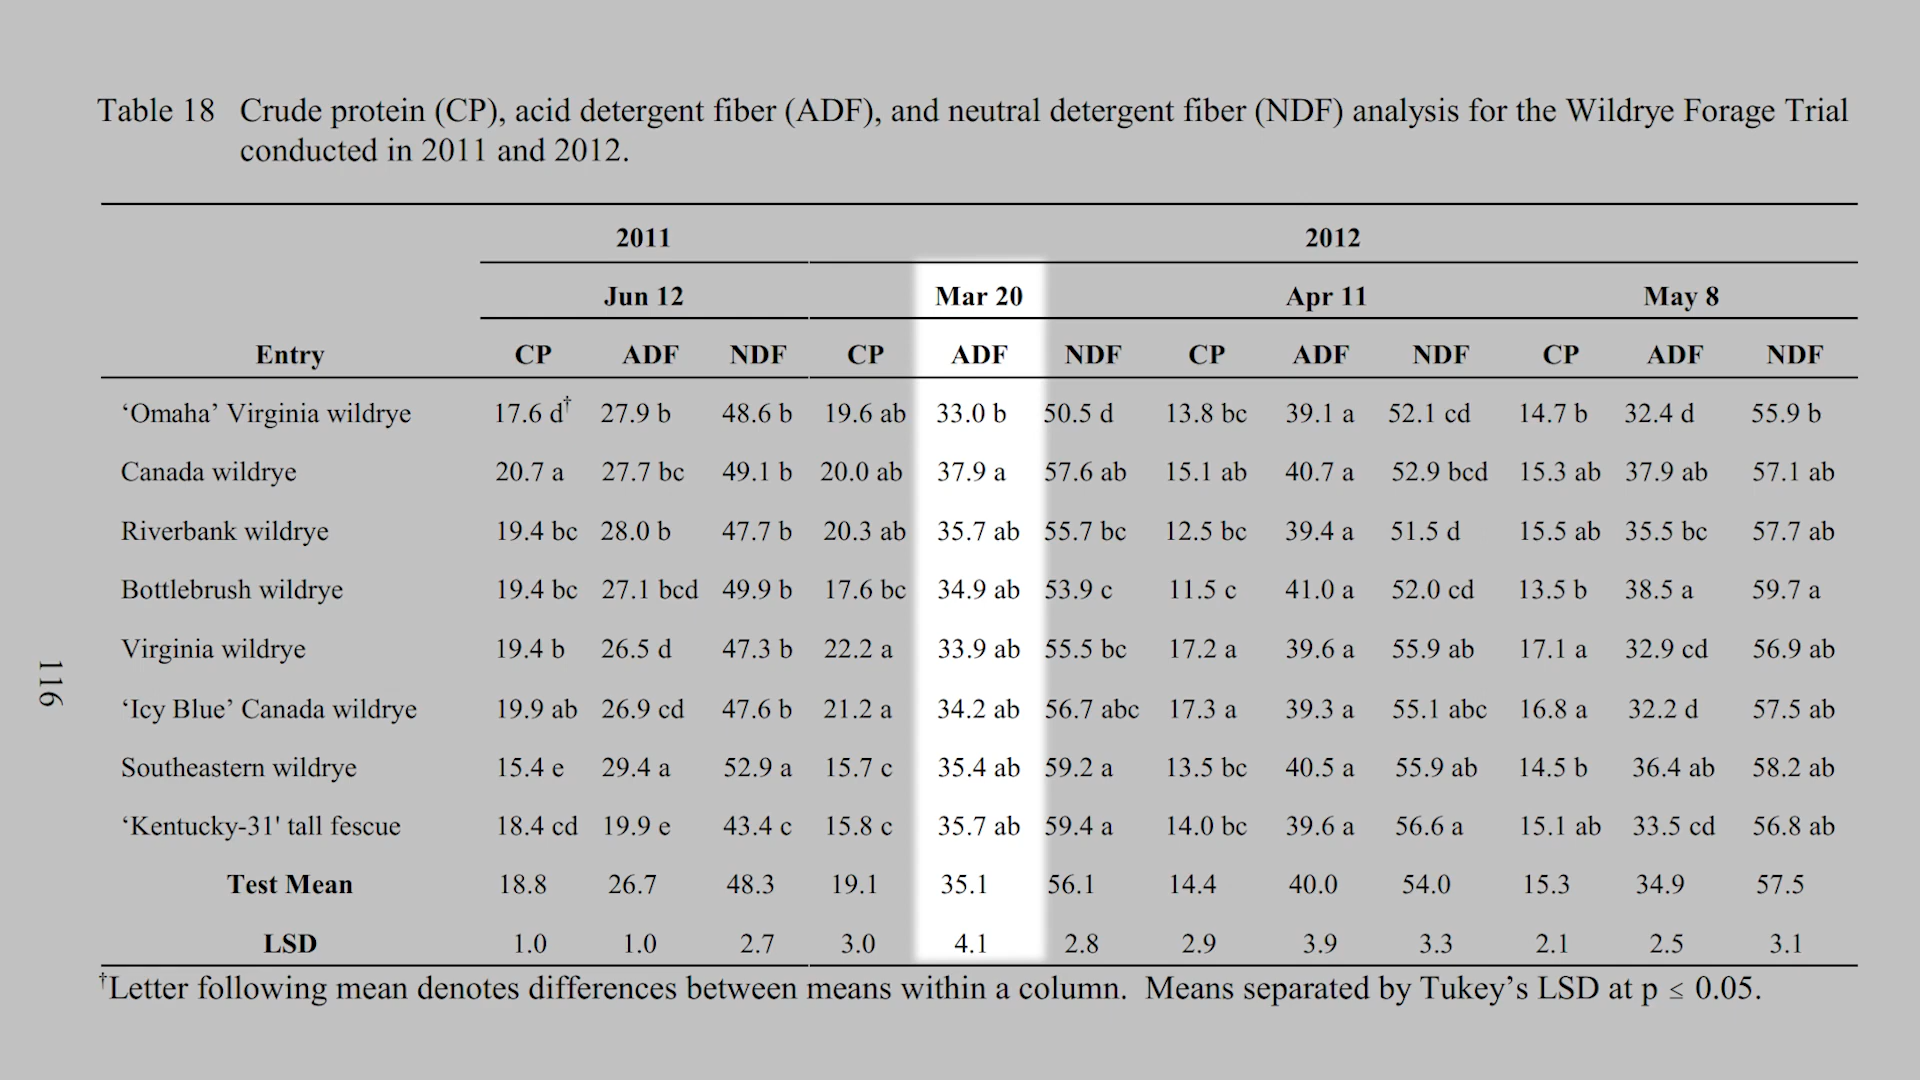 Table 18 Crude protein (CP), acid detergent fiber (ADF), and neutral detergent fiber (NDF) analysis for the Wildrye Forage Trial
conducted in 2011 and 2012.
2011 2012
Jun 12 Mar 20 Apr 11 May 8
Entry CP ADF NDF CP ADF NDF CP ADF NDF CP ADF NDF
‘Omaha’ Virginia wildrye 17.6 d† 27.9 b 48.6 b 19.6 ab 33.0 b 50.5 d 13.8 bc 39.1 a 52.1 cd 14.7 b 32.4 d 55.9 b
Canada wildrye 20.7 a 27.7 bc 49.1 b 20.0 ab 37.9 a 57.6 ab 15.1 ab 40.7 a 52.9 bcd 15.3 ab 37.9 ab 57.1 ab
Riverbank wildrye 19.4 bc 28.0 b 47.7 b 20.3 ab 35.7 ab 55.7 bc 12.5 bc 39.4 a 51.5 d 15.5 ab 35.5 bc 57.7 ab
Bottlebrush wildrye 19.4 bc 27.1 bcd 49.9 b 17.6 bc 34.9 ab 53.9 c 11.5 c 41.0 a 52.0 cd 13.5 b 38.5 a 59.7 a
Virginia wildrye 19.4 b 26.5 d 47.3 b 22.2 a 33.9 ab 55.5 bc 17.2 a 39.6 a 55.9 ab 17.1 a 32.9 cd 56.9 ab
‘Icy Blue’ Canada wildrye 19.9 ab 26.9 cd 47.6 b 21.2 a 34.2 ab 56.7 abc 17.3 a 39.3 a 55.1 abc 16.8 a 32.2 d 57.5 ab
Southeastern wildrye 15.4 e 29.4 a 52.9 a 15.7 c 35.4 ab 59.2 a 13.5 bc 40.5 a 55.9 ab 14.5 b 36.4 ab 58.2 ab
‘Kentucky-31' tall fescue 18.4 cd 19.9 e 43.4 c 15.8 c 35.7 ab 59.4 a 14.0 bc 39.6 a 56.6 a 15.1 ab 33.5 cd 56.8 ab
Test Mean 18.8 26.7 48.3 19.1 35.1 56.1 14.4 40.0 54.0 15.3 34.9 57.5
LSD 1.0 1.0 2.7 3.0 4.1 2.8 2.9 3.9 3.3 2.1 2.5 3.1
†Letter following mean denotes differences between means within a column. Means separated by Tukey’s LSD at p ≤ 0.05.
116